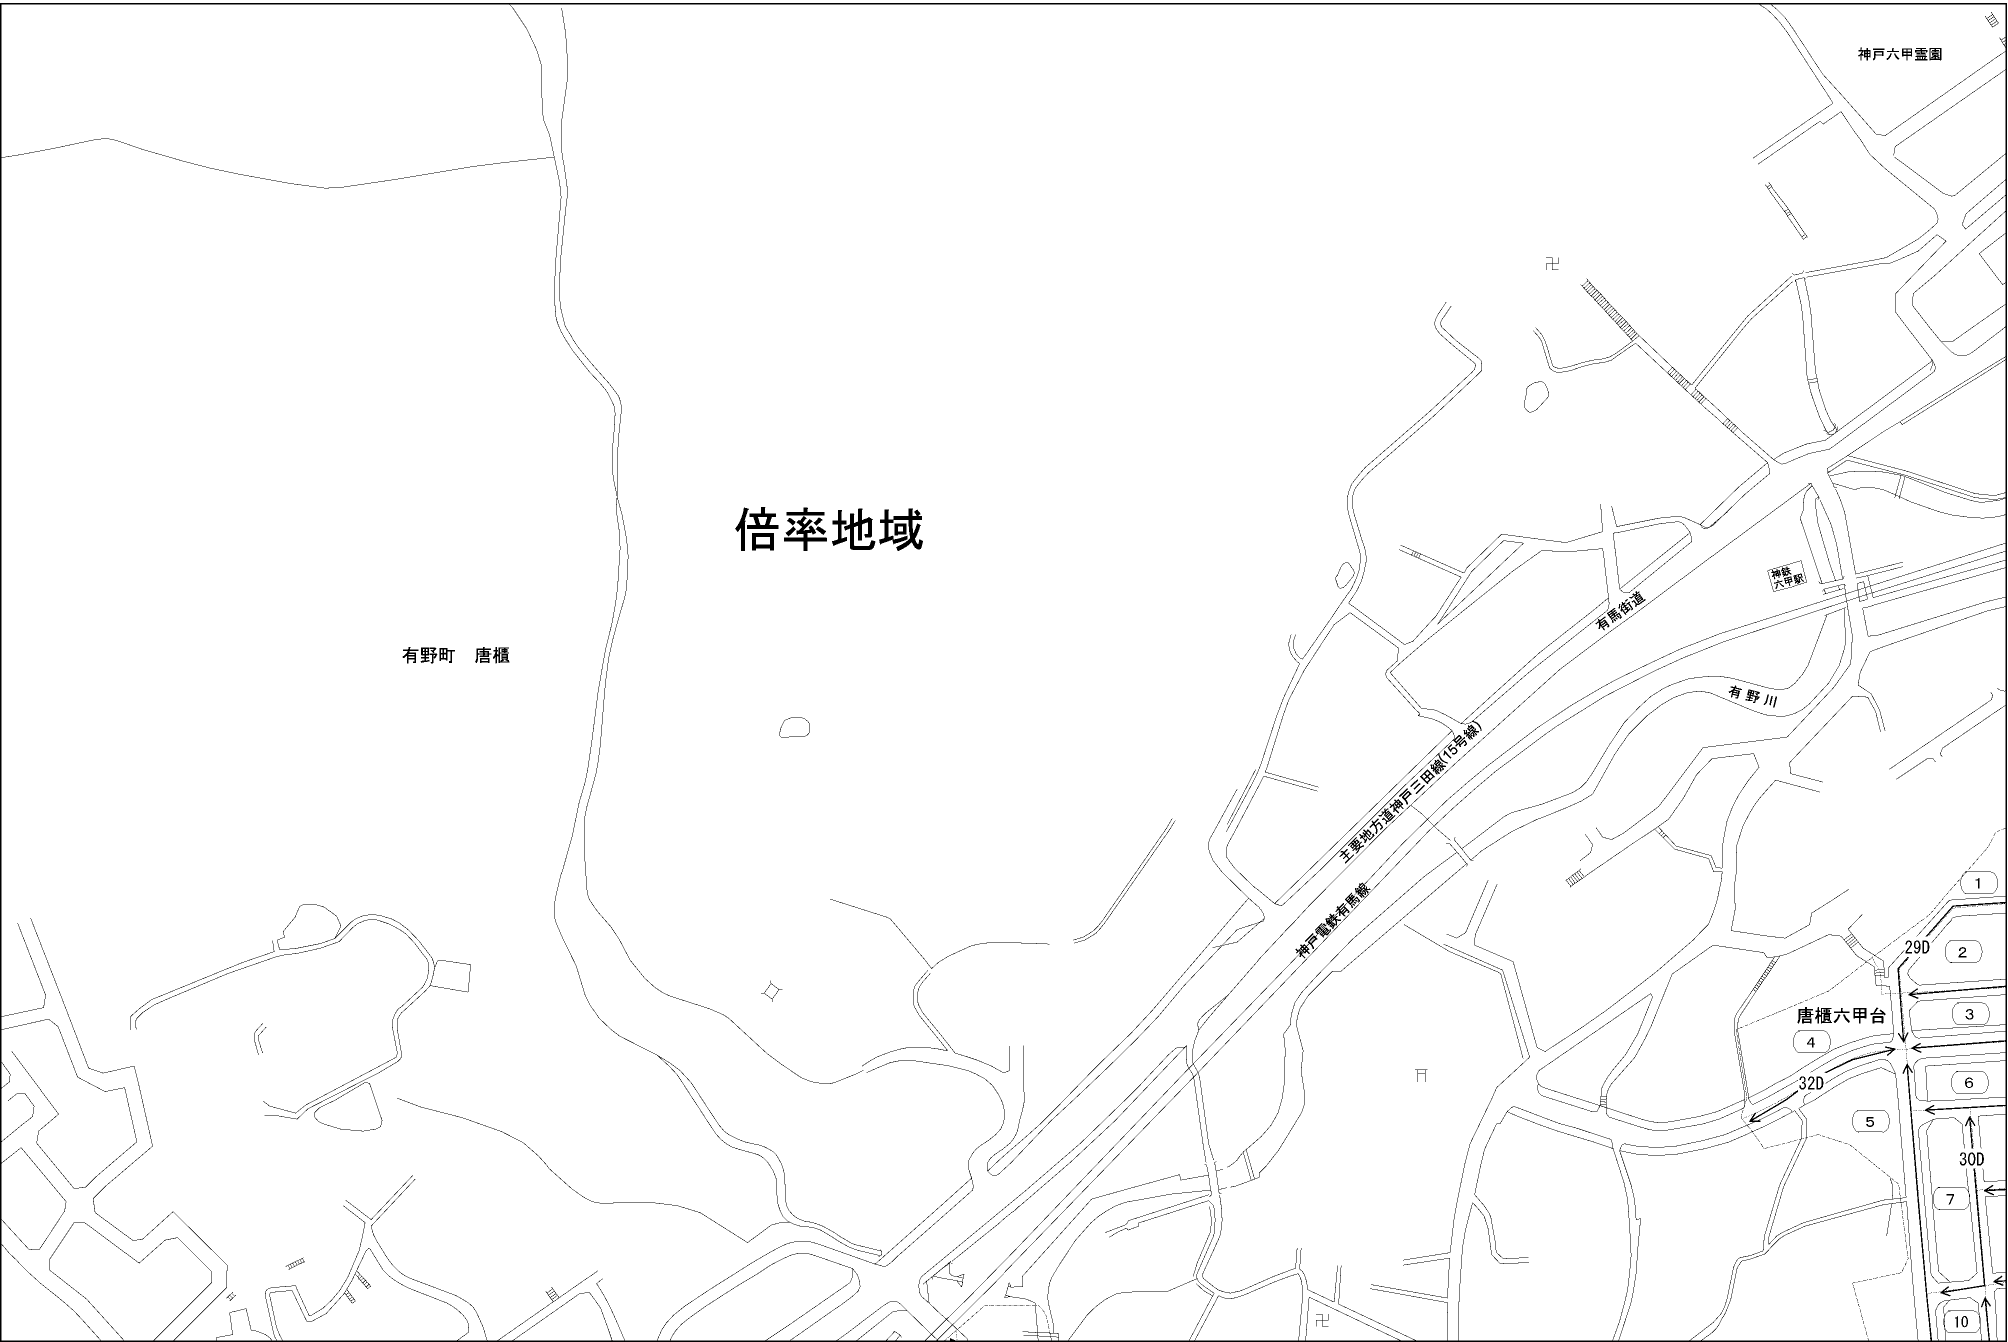 神戸六甲霊園
倍率地域
神鉄
六甲駅
有馬街道
有野町　唐櫃
有野川
主要地方道神戸三田線(15号線)
神戸電鉄有馬線
1
29D
2
唐櫃六甲台
3
4
32D
6
5
30D
7
10